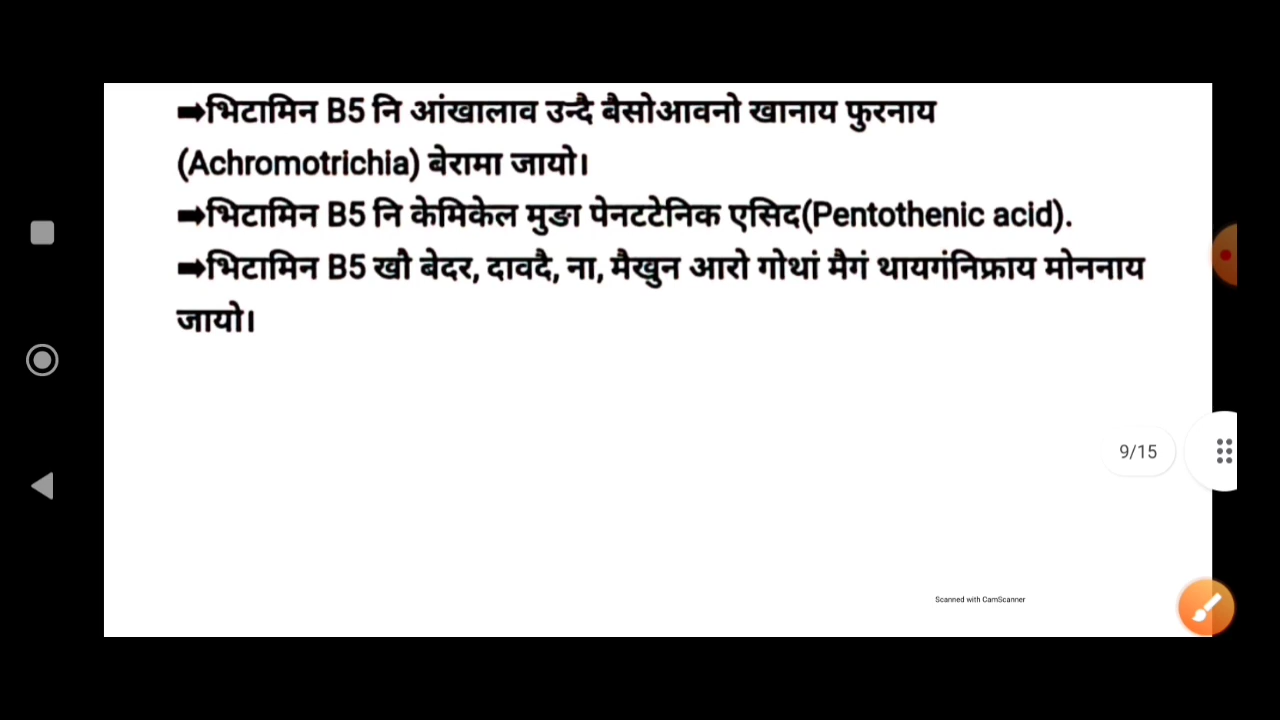 ➡भिटामिन B5 नि आंखालाव उन्दै बैसोआवनो खानाय फुरनाय
(Achromotrichia) बेरामा जायो।
➡भिटामिन B5 नि केमिकेल मुङा पेनटटेनिक एसिद(Pentothenic acid).
➡भिटामिन B5 खौ बेदर, दावदै, ना, मैखुन आरो गोथां मैगं थायगंनिफ्राय मोननाय
जायो।
9/15
Scanned with CamScanner